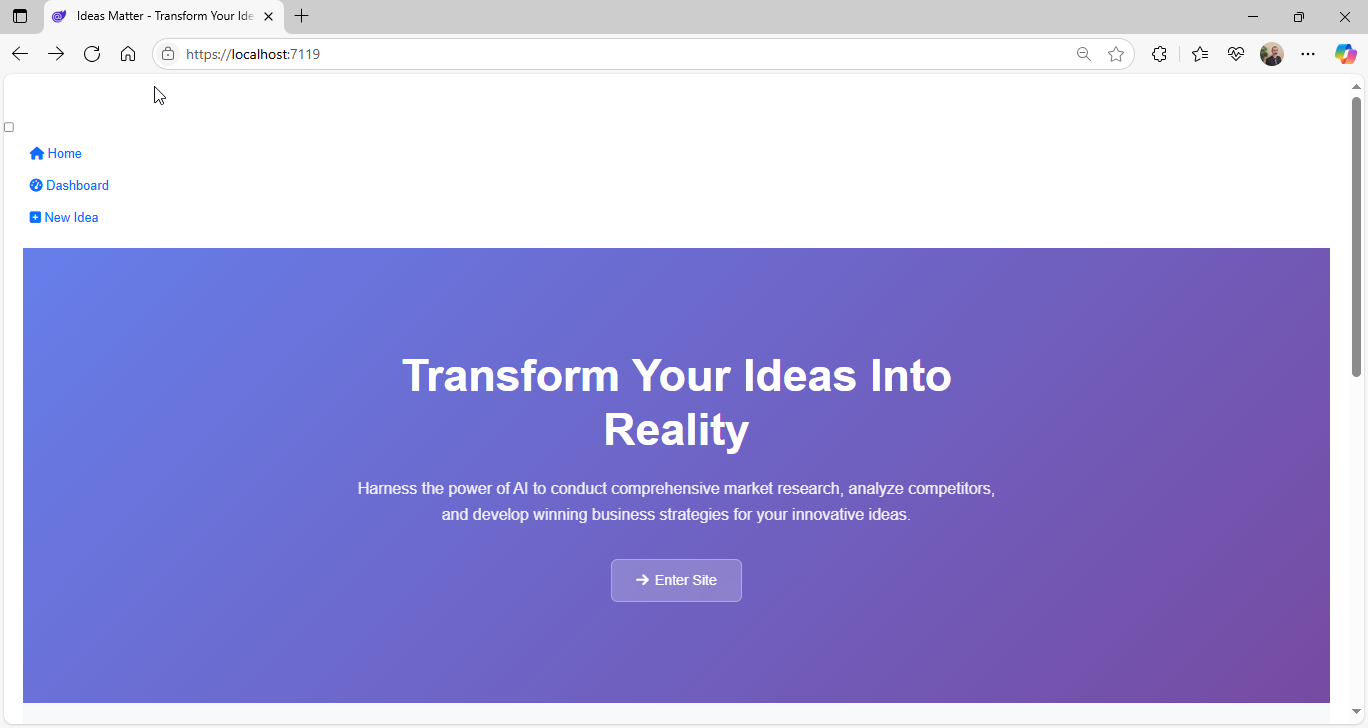 Ideas Matter - Transform Your Ide
https://localhost:7119
Home
Dashboard
New Idea
Transform Your Ideas Into
Reality
Harness the power of AI to conduct comprehensive market research, analyze competitors,
and develop winning business strategies for your innovative ideas.
Enter Site